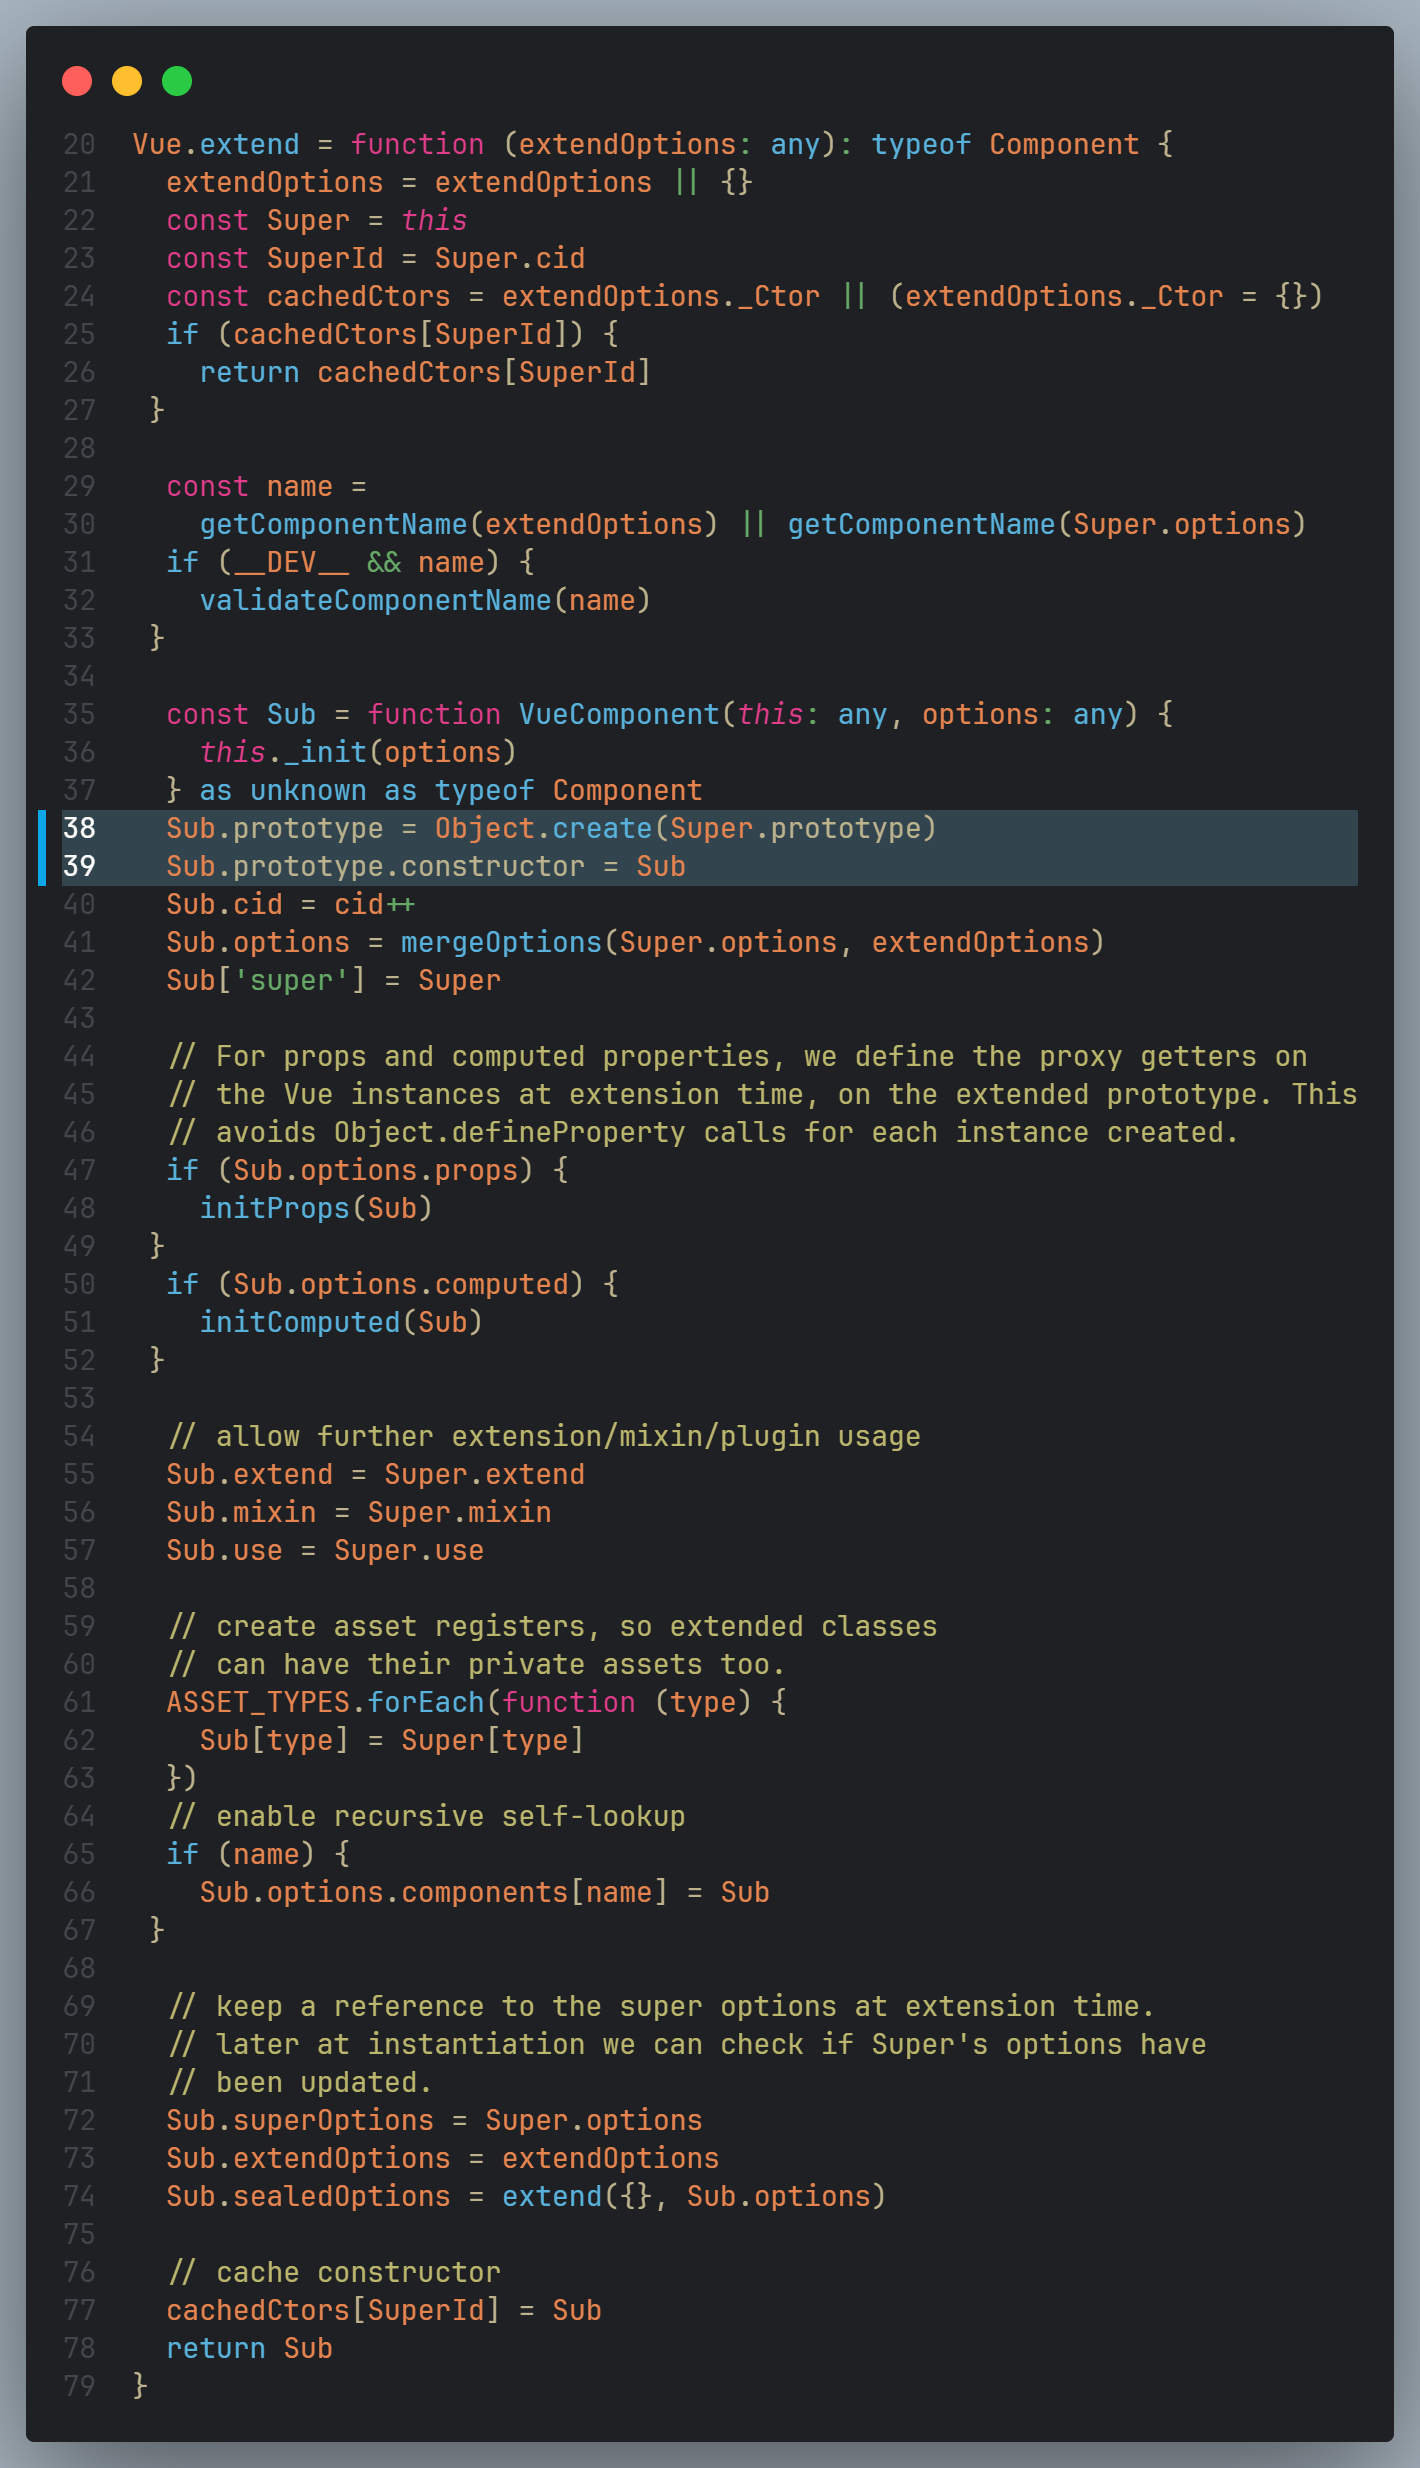 20 Vue.extend = function (extendOptions: any): typeof Component {
21   extendOptions = extendOptions || {}
22   const Super = this
23   const SuperId = Super.cid
24   const cachedCtors = extendOptions._Ctor || (extendOptions._Ctor = {})
25   if (cachedCtors[SuperId]) {
26     return cachedCtors[SuperId]
27  }
28
29   const name =
30     getComponentName(extendOptions) || getComponentName(Super.options)
31   if (__DEV__ && name) {
32     validateComponentName(name)
33  }
34
35   const Sub = function VueComponent(this: any, options: any) {
36     this._init(options)
37   } as unknown as typeof Component
38   Sub.prototype = Object.create(Super.prototype)
39   Sub.prototype.constructor = Sub
40   Sub.cid = cid++
41   Sub.options = mergeOptions(Super.options, extendOptions)
42   Sub['super'] = Super
43
44   // For props and computed properties, we define the proxy getters on
45   // the Vue instances at extension time, on the extended prototype. This
46   // avoids Object.defineProperty calls for each instance created.
47   if (Sub.options.props) {
48     initProps(Sub)
49  }
50   if (Sub.options.computed) {
51     initComputed(Sub)
52  }
53
54   // allow further extension/mixin/plugin usage
55   Sub.extend = Super.extend
56   Sub.mixin = Super.mixin
57   Sub.use = Super.use
58
59   // create asset registers, so extended classes
60   // can have their private assets too.
61   ASSET_TYPES.forEach(function (type) {
62     Sub[type] = Super[type]
63   })
64   // enable recursive self-lookup
65   if (name) {
66     Sub.options.components[name] = Sub
67  }
68
69   // keep a reference to the super options at extension time.
70   // later at instantiation we can check if Super's options have
71   // been updated.
72   Sub.superOptions = Super.options
73   Sub.extendOptions = extendOptions
74   Sub.sealedOptions = extend({}, Sub.options)
75
76   // cache constructor
77   cachedCtors[SuperId] = Sub
78   return Sub
79 }